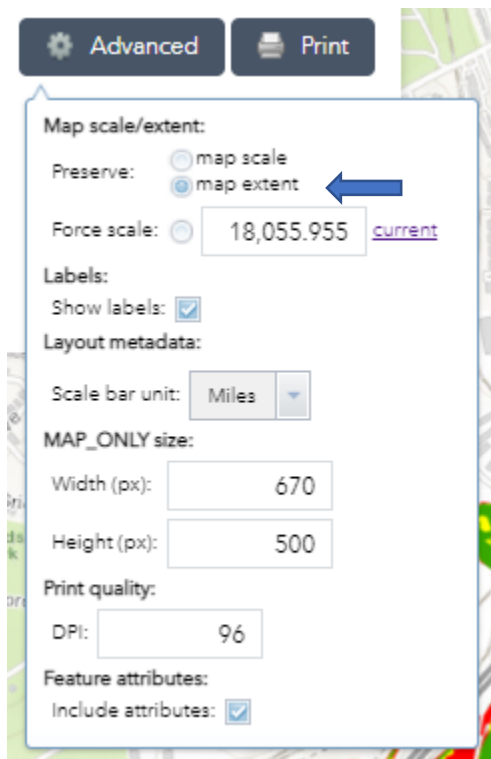 Advanced Print
Map scale/extent:
Preserve: map scale
map extent
Force scale: 18,055.955 current
Labels:
Show labels:
Layout metadata:
Scale bar unit: Miles
MAP_ONLY size:
Width (px): 670
Height (px): 500
Print quality:
DPI: 96
Feature attributes:
Include attributes: